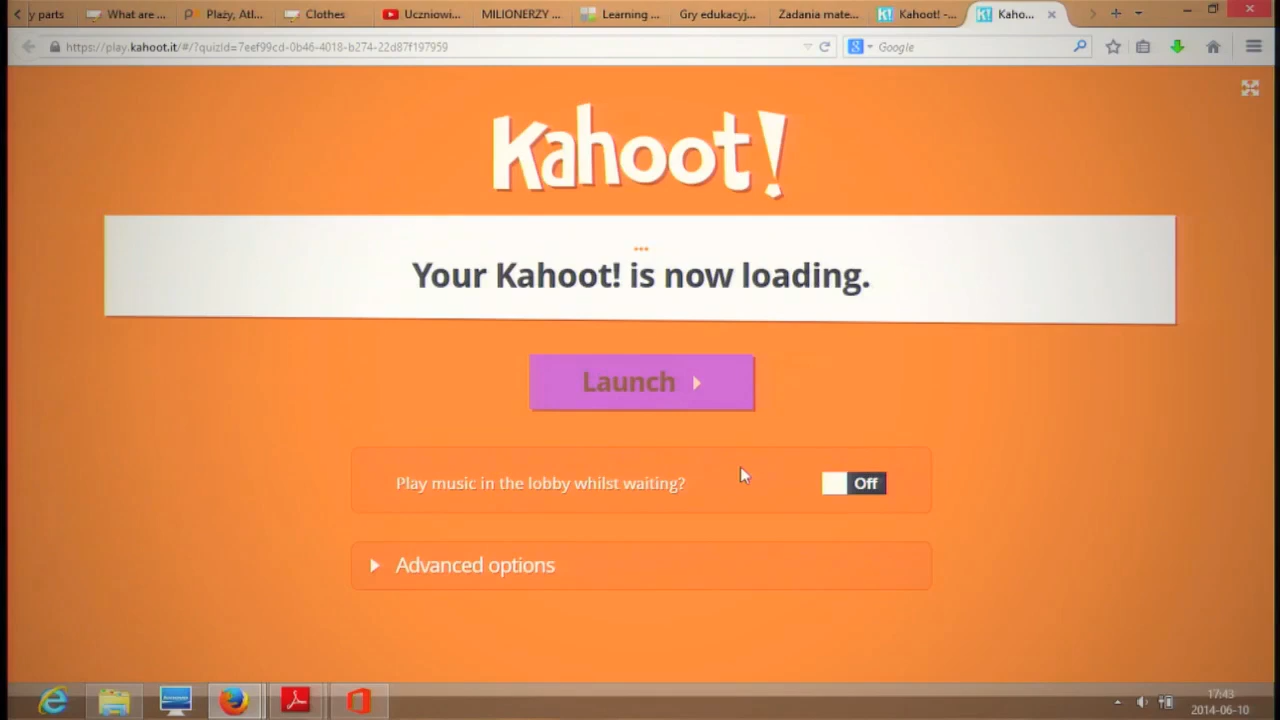 y parts
What are ...
Plaży, Atl...
Clothes
Uczniowi...
MILIONERZY ...
Learning ...
Gry edukacyj...
Zadania mate...
Kahoot! -...
Kaho...
https://play.kahoot.it/#/?quizId=7eef99cd-0b46-4018-b274-22d87f197959
Google
Kahoot!
Your Kahoot! is now loading.
Launch
Play music in the lobby whilst waiting?
Off
Advanced options
17:43
2014-06-10